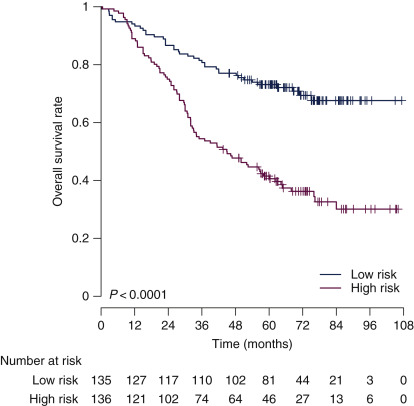 1
0.8
0.6
0.4
0.2
0
Overall survival rate
P < 0.0001
Low risk
High risk
0 12 24 36 48 60 72 84 96 108
Time (months)
Number at risk
Low risk 135 127 117 110 102 81 44 21 3 0
High risk 136 121 102 74 64 46 27 13 6 0